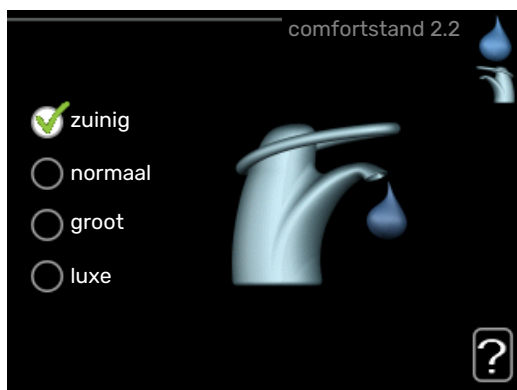 comfortstand 2.2
zuinig
normaal
groot
luxe
?